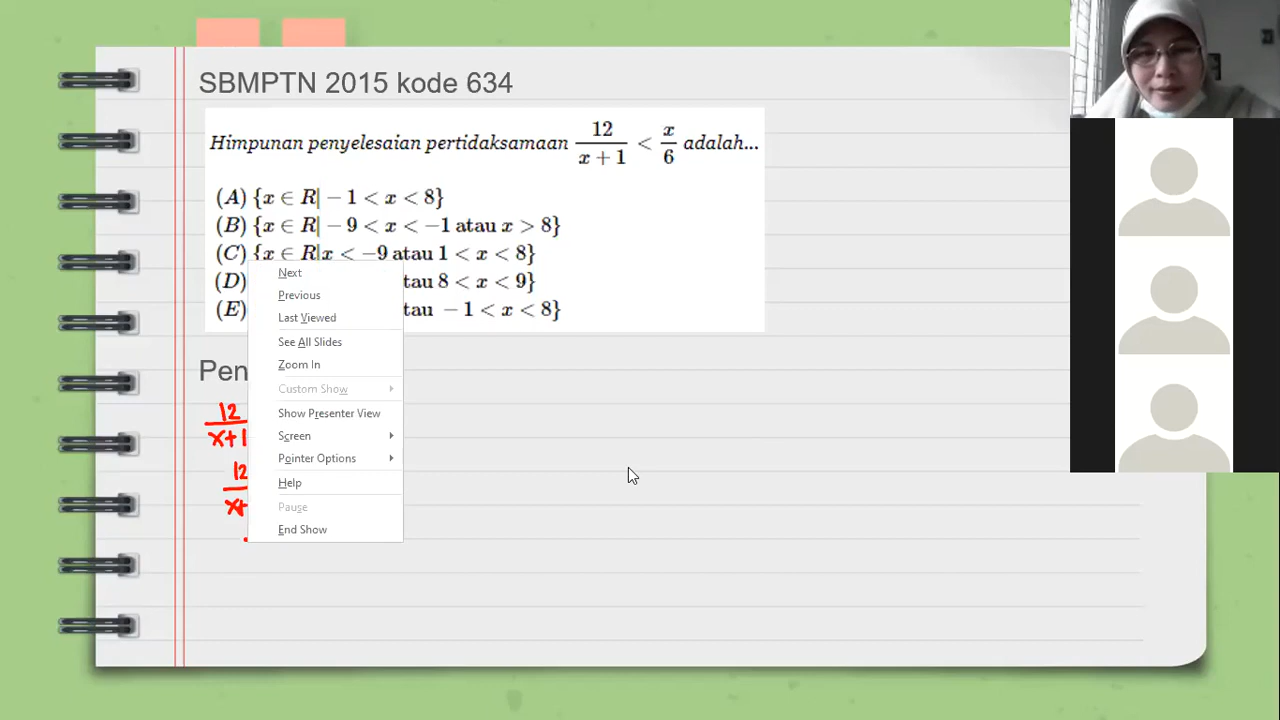 SBMPTN 2015 kode 634
Himpunan penyelesaian pertidaksamaan 12/(x + 1) < x/6 adalah...
(A) {x ∈ R| − 1 < x < 8}
(B) {x ∈ R| − 9 < x < −1 atau x > 8}
(C) {x ∈ R|x < −9 atau 1 < x < 8}
(D) tau 8 < x < 9}
(E) tau − 1 < x < 8}
Next
Previous
Last Viewed
See All Slides
Zoom In
Custom Show
Show Presenter View
Screen
Pointer Options
Help
Pause
End Show
Pen
12
x+1
12
x+